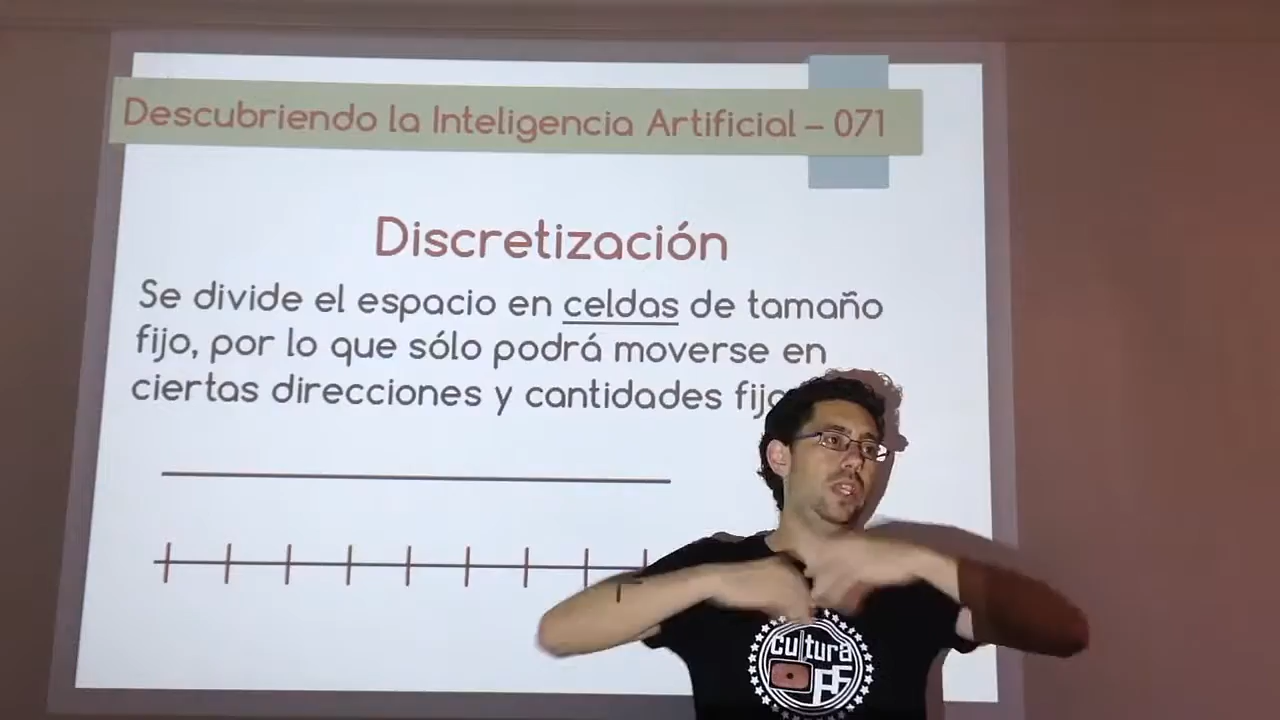 Descubriendo la Inteligencia Artificial – 071
Discretización
Se divide el espacio en celdas de tamaño
fijo, por lo que sólo podrá moverse en
ciertas direcciones y cantidades
cultura
OFF